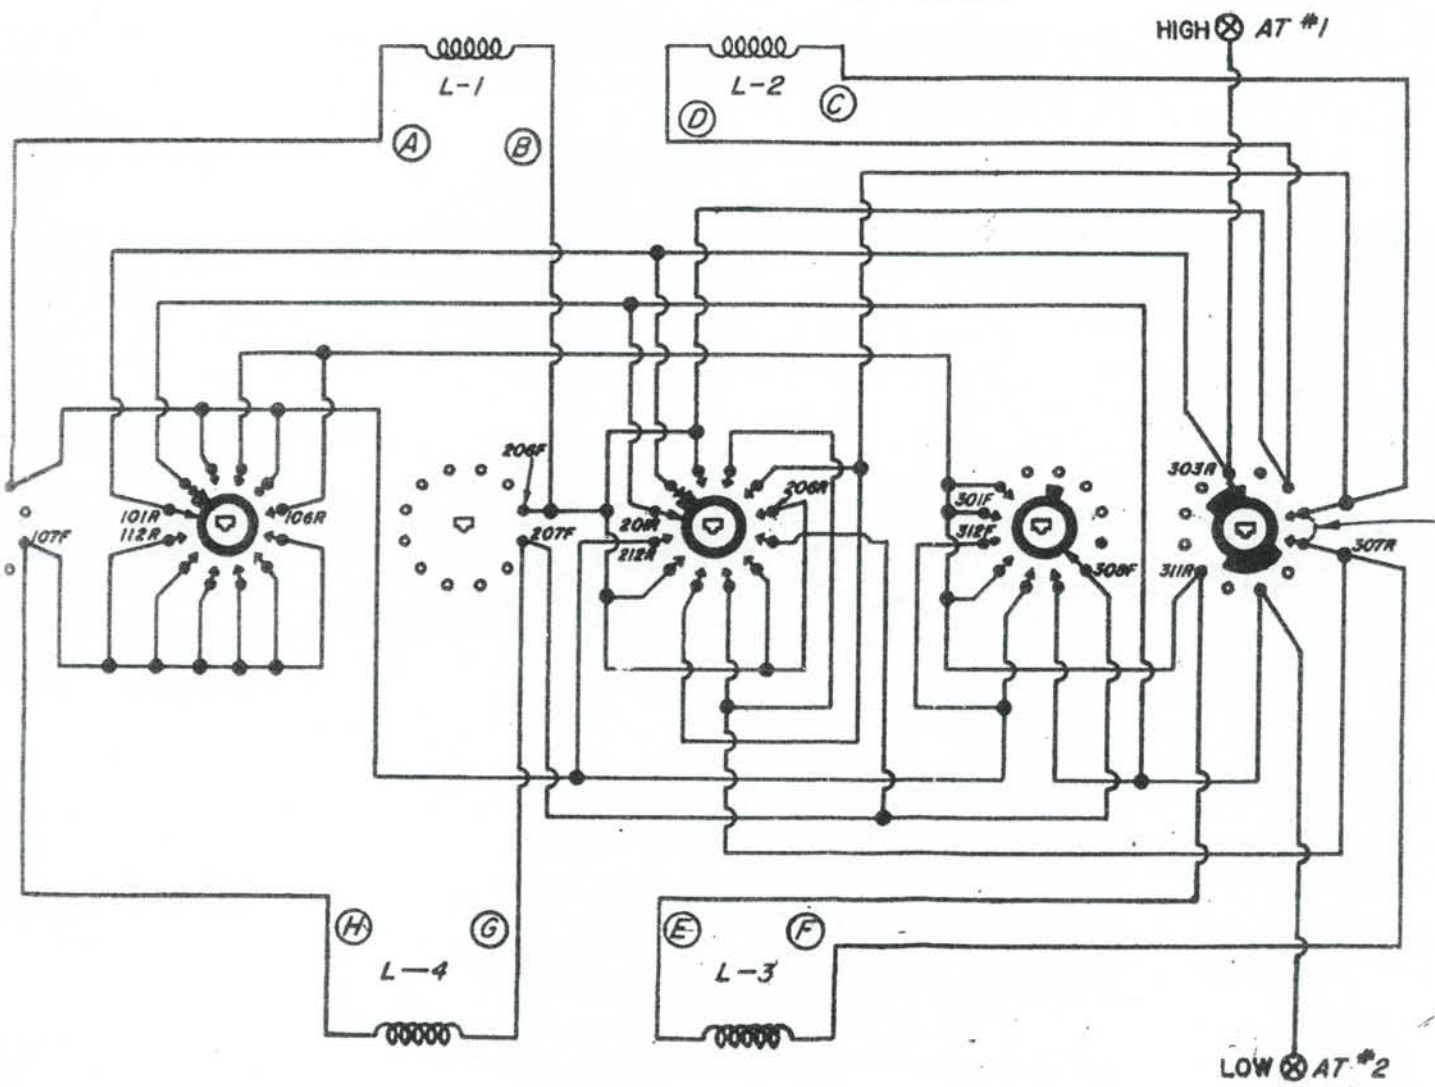 HIGH AT #1
L-1
L-2
A
B
D
C
206F
303R
101R
106R
201R
206R
301F
107F
112R
207F
212R
312F
308F
311R
307R
H
G
E
F
L-4
L-3
LOW AT #2